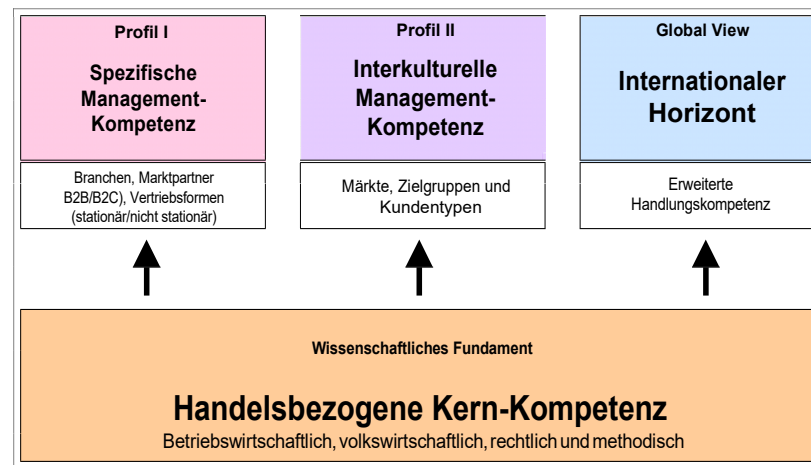 Profil I
Spezifische
Management-
Kompetenz
Branchen, Marktpartner
B2B/B2C), Vertriebsformen
(stationär/nicht stationär)
Profil II
Interkulturelle
Management-
Kompetenz
Märkte, Zielgruppen und
Kundentypen
Global View
Internationaler
Horizont
Erweiterte
Handlungskompetenz
Wissenschaftliches Fundament
Handelsbezogene Kern-Kompetenz
Betriebswirtschaftlich, volkswirtschaftlich, rechtlich und methodisch